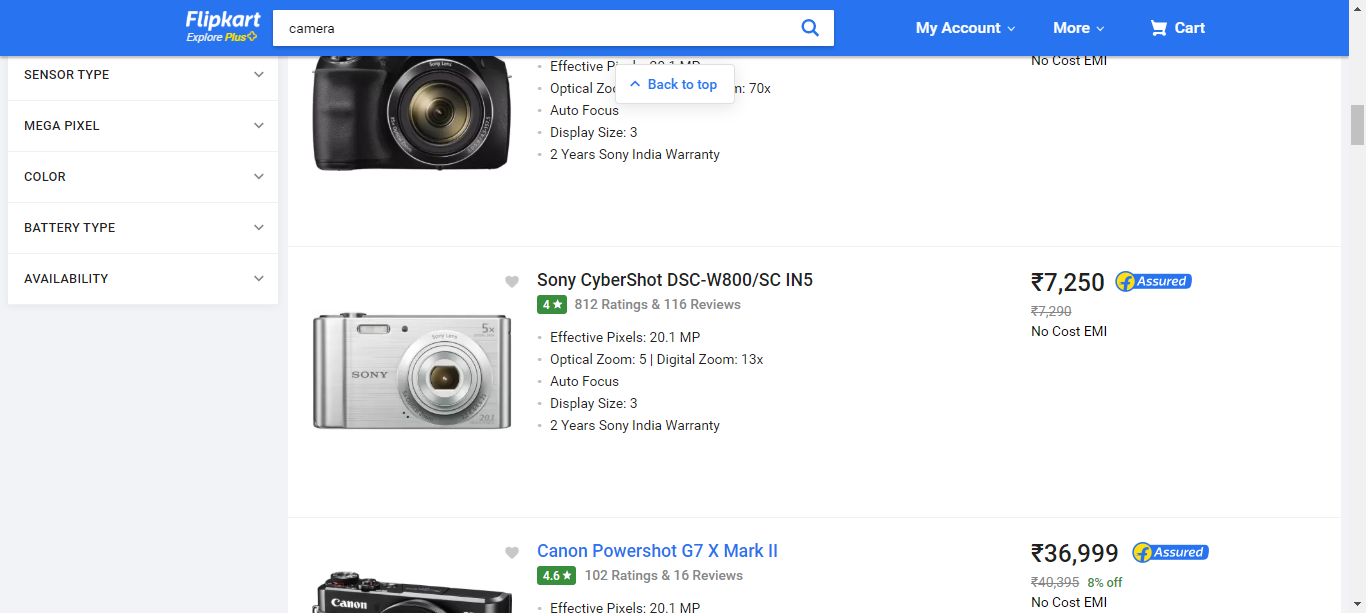 Flipkart
Explore Plus
camera
My Account
More
Cart
SENSOR TYPE
MEGA PIXEL
COLOR
BATTERY TYPE
AVAILABILITY
Back to top
Effective
Optical
70x
Auto Focus
Display Size: 3
2 Years Sony India Warranty
No Cost EMI
Sony CyberShot DSC-W800/SC IN5
4★ 812 Ratings & 116 Reviews
Effective Pixels: 20.1 MP
Optical Zoom: 5 | Digital Zoom: 13x
Auto Focus
Display Size: 3
2 Years Sony India Warranty
₹7,250
Assured
₹7,290
No Cost EMI
SONY
Sony Lens
5x
20.1
Canon Powershot G7 X Mark II
4.6★ 102 Ratings & 16 Reviews
Effective Pixels: 20.1 MP
₹36,999
Assured
₹40,395 8% off
No Cost EMI
Canon